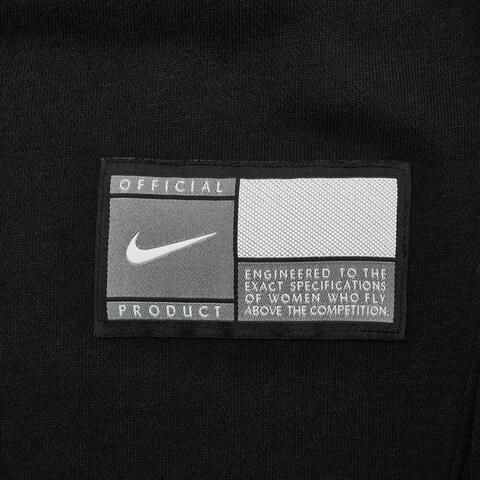 OFFICIAL
PRODUCT
ENGINEERED TO THE
EXACT SPECIFICATIONS
OF WOMEN WHO FLY
ABOVE THE COMPETITION.